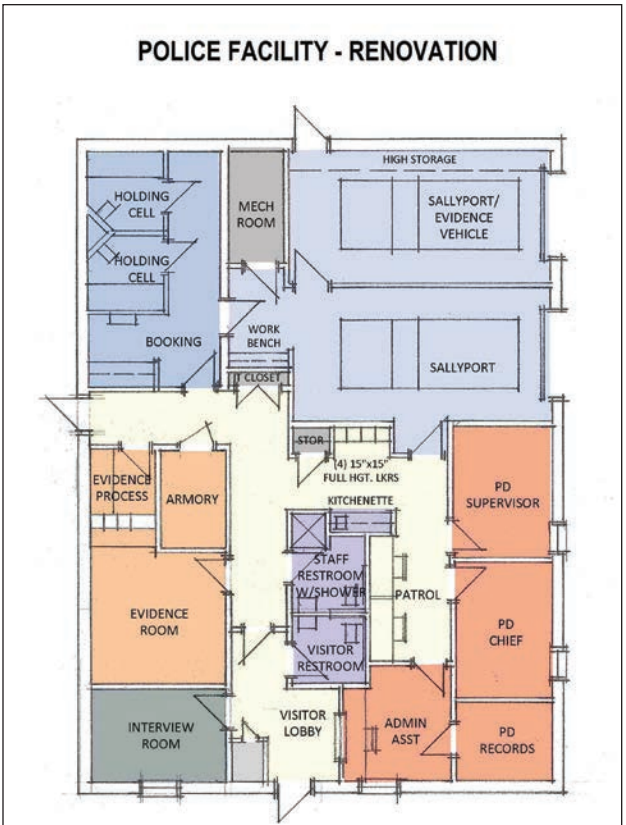 POLICE FACILITY - RENOVATION
HIGH STORAGE
HOLDING
CELL
MECH
ROOM
SALLYPORT/
EVIDENCE
VEHICLE
HOLDING
CELL
BOOKING
WORK
BENCH
SALLYPORT
IT CLOSET
STOR
(4) 15"x15"
FULL HGT. LKRS
KITCHENETTE
EVIDENCE
PROCESS
ARMORY
PD
SUPERVISOR
STAFF
RESTROOM
W/SHOWER
PATROL
EVIDENCE
ROOM
PD
CHIEF
VISITOR
RESTROOM
INTERVIEW
ROOM
VISITOR
LOBBY
ADMIN
ASST
PD
RECORDS